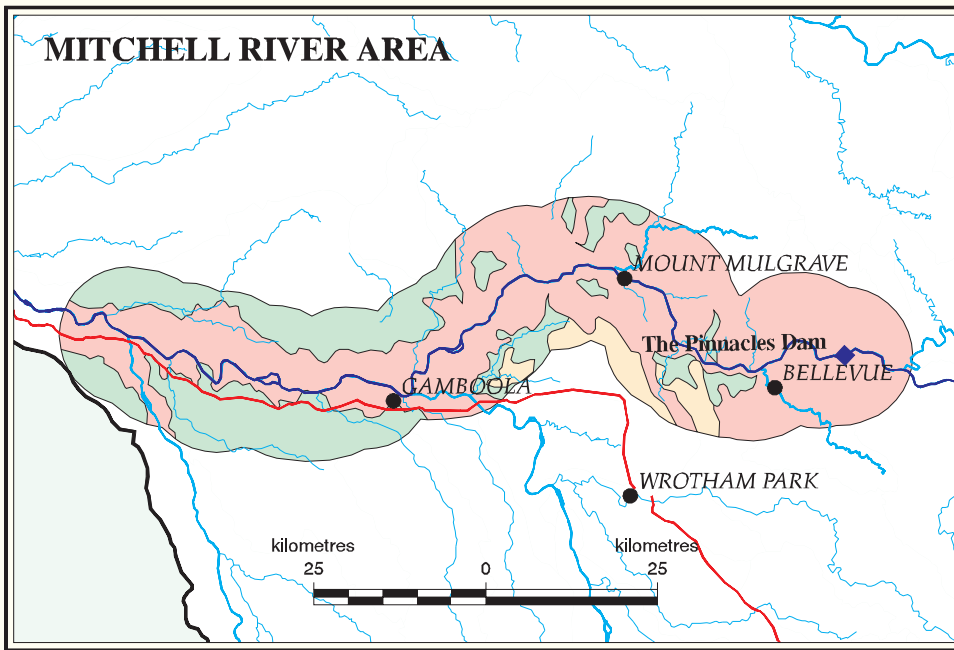 MITCHELL RIVER AREA
MOUNT MULGRAVE
The Pinnacles Dam
BELLEVUE
GAMBOOLA
WROTHAM PARK
kilometres kilometres
25 0 25